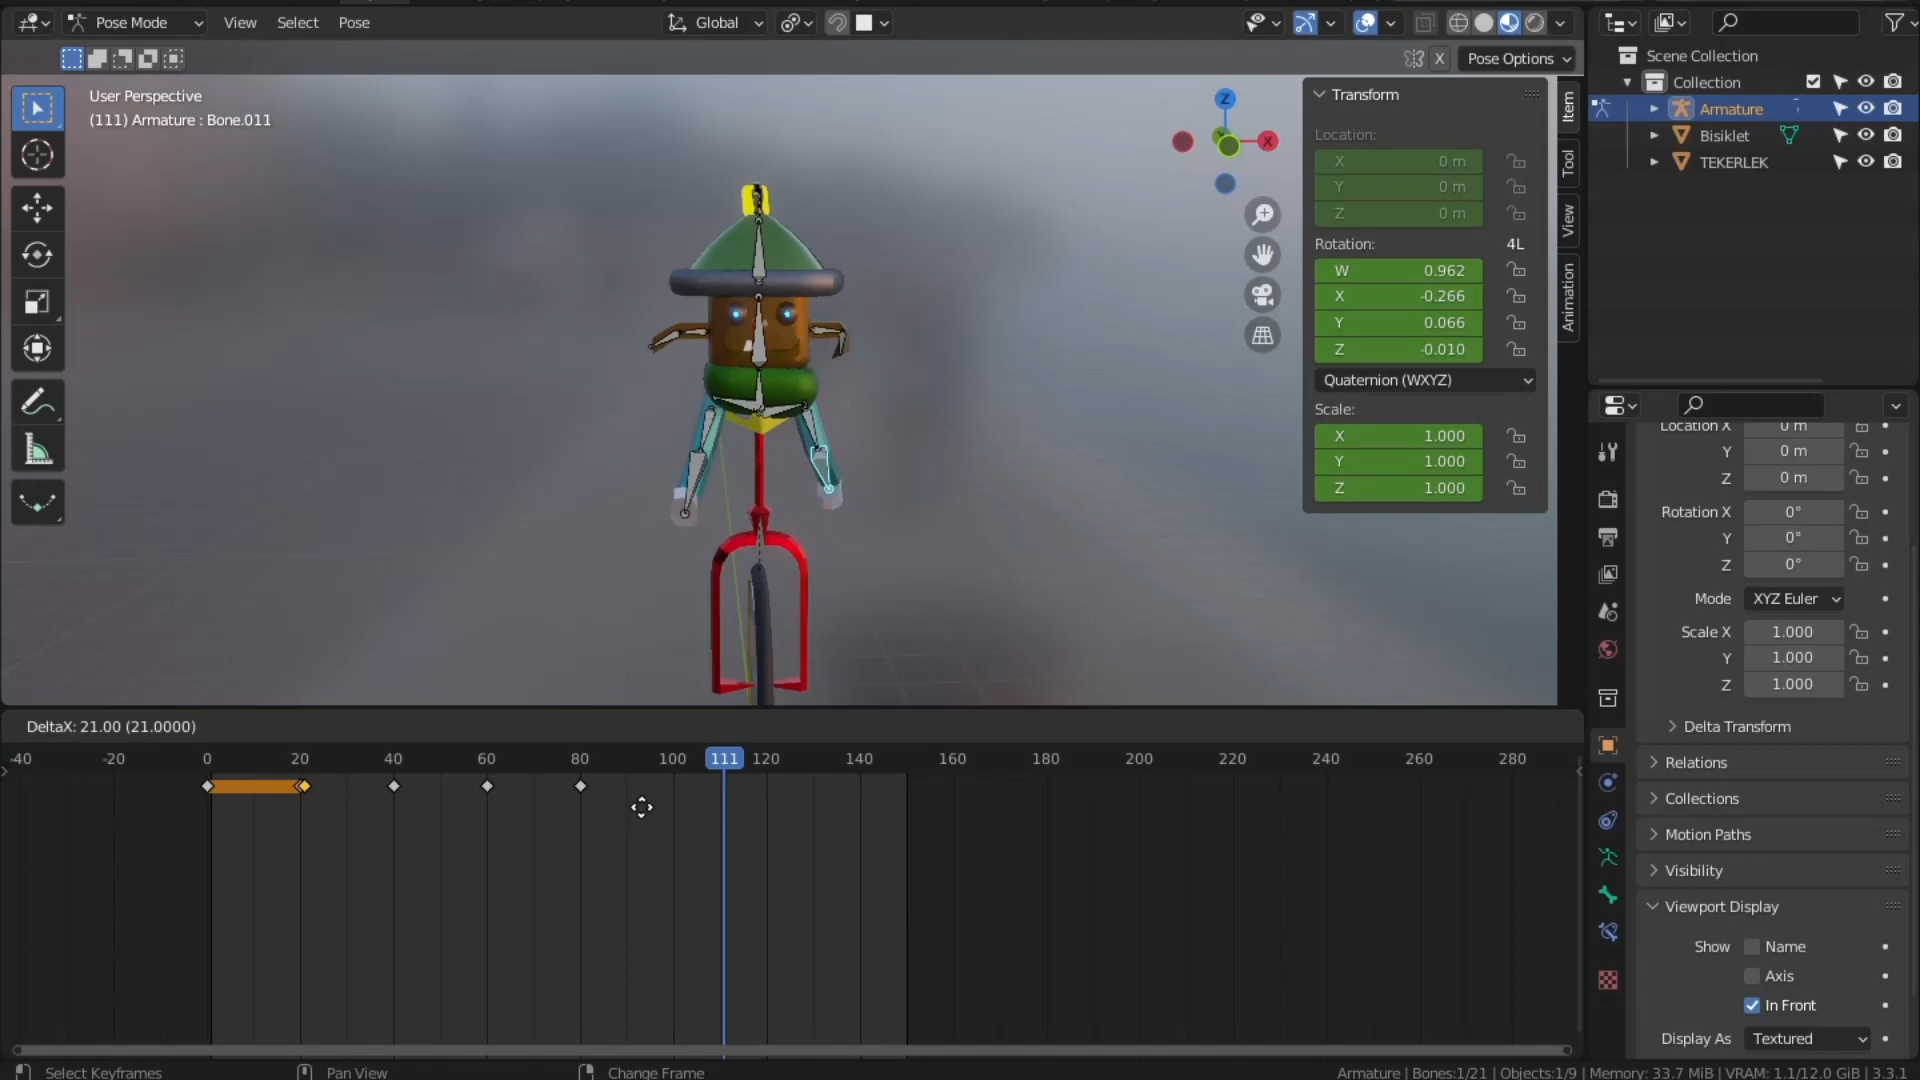 Pose Mode View Select Pose Global
X Pose Options
User Perspective
(111) Armature : Bone.011
Z
X
Transform
Location:
X 0 m
Y 0 m
Z 0 m
Rotation: 4L
W 0.962
X -0.266
Y 0.066
Z -0.010
Quaternion (WXYZ)
Scale:
X 1.000
Y 1.000
Z 1.000
Item
Tool
View
Animation
Scene Collection
Collection
Armature
Bisiklet
TEKERLEK
Location X 0 m
Y 0 m
Z 0 m
Rotation X 0°
Y 0°
Z 0°
Mode XYZ Euler
Scale X 1.000
Y 1.000
Z 1.000
Delta Transform
Relations
Collections
Motion Paths
Visibility
Viewport Display
Show Name
Axis
In Front
Display As Textured
DeltaX: 21.00 (21.0000)
-40 -20 0 20 40 60 80 100 111 120 140 160 180 200 220 240 260 280
Select Keyframes Pan View Change Frame Armature | Bones:1/21 | Objects:1/9 | Memory: 33.7 MiB | VRAM: 1.1/12.0 GiB | 3.3.1